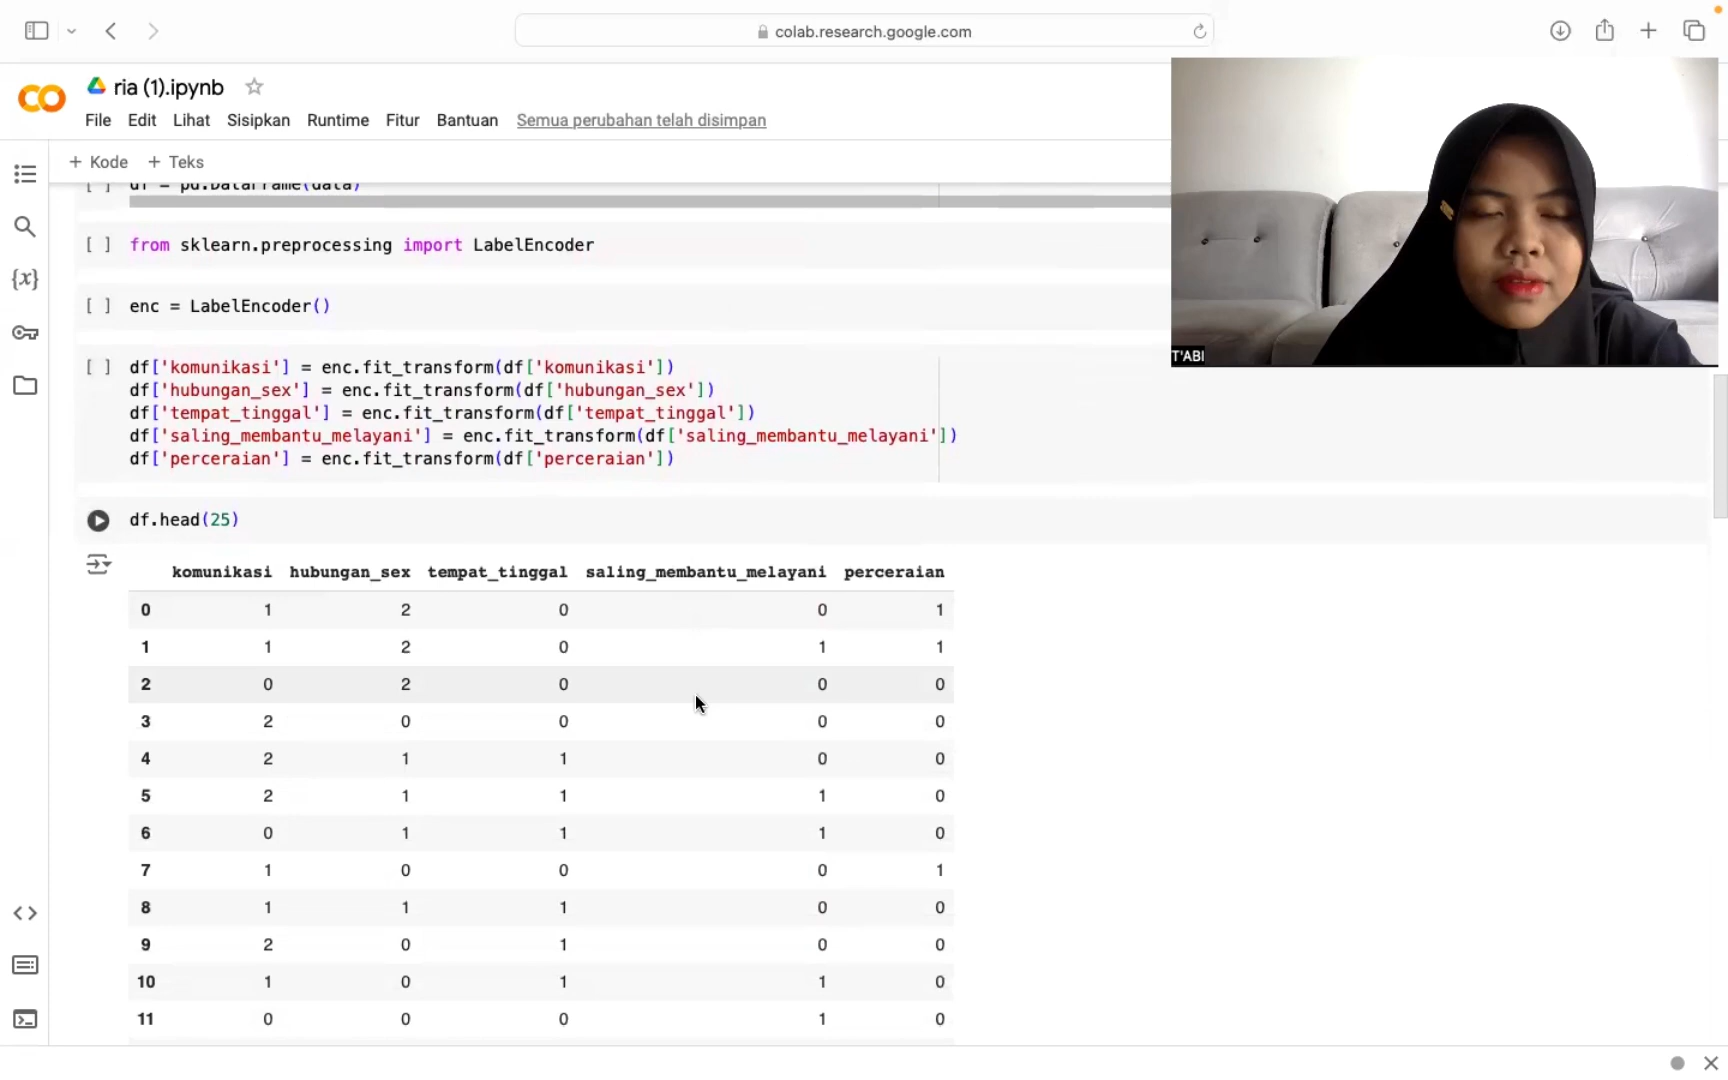 colab.research.google.com
ria (1).ipynb
File Edit Lihat Sisipkan Runtime Fitur Bantuan Semua perubahan telah disimpan
+ Kode + Teks
[ ] df = pd.DataFrame(data)
[ ] from sklearn.preprocessing import LabelEncoder
[ ] enc = LabelEncoder()
[ ] df['komunikasi'] = enc.fit_transform(df['komunikasi'])
df['hubungan_sex'] = enc.fit_transform(df['hubungan_sex'])
df['tempat_tinggal'] = enc.fit_transform(df['tempat_tinggal'])
df['saling_membantu_melayani'] = enc.fit_transform(df['saling_membantu_melayani'])
df['perceraian'] = enc.fit_transform(df['perceraian'])
df.head(25)
komunikasi hubungan_sex tempat_tinggal saling_membantu_melayani perceraian
0 1 2 0 0 1
1 1 2 0 1 1
2 0 2 0 0 0
3 2 0 0 0 0
4 2 1 1 0 0
5 2 1 1 1 0
6 0 1 1 1 0
7 1 0 0 0 1
8 1 1 1 0 0
9 2 0 1 0 0
10 1 0 1 1 0
11 0 0 0 1 0
T'ABI